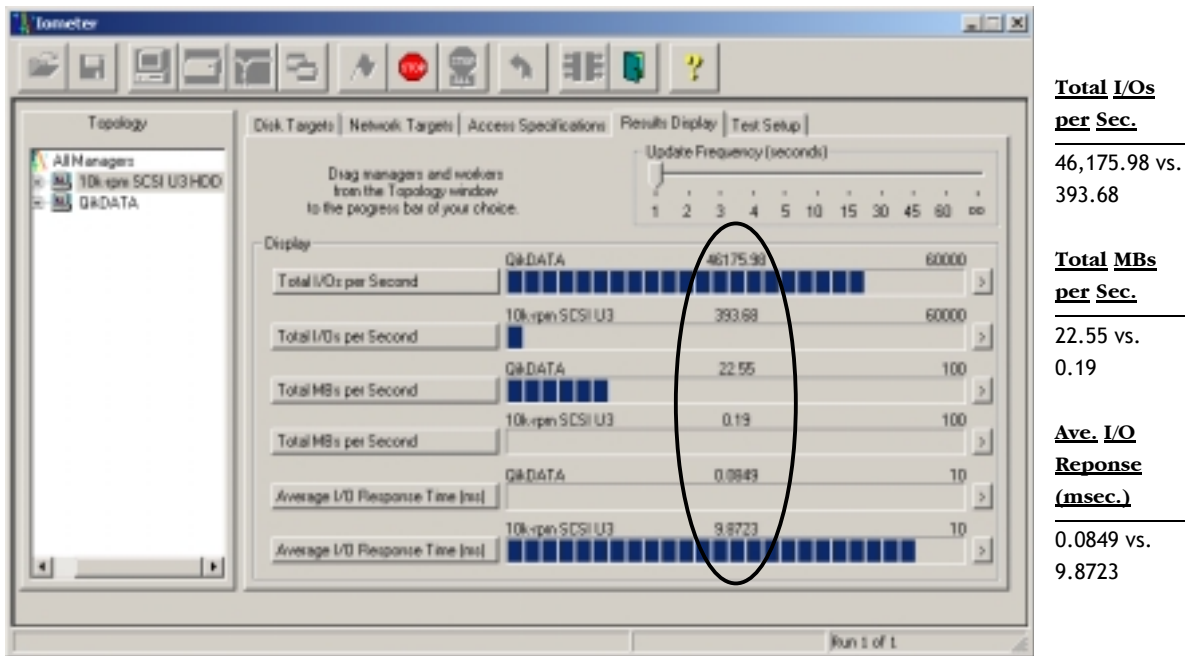 Iometer
STOP
STOP
ALL
Topology
All Managers
10k-rpm SCSI U3 HDD
QikDATA
Disk Targets
Network Targets
Access Specifications
Results Display
Test Setup
Drag managers and workers
from the Topology window
to the progress bar of your choice.
Update Frequency (seconds)
1 2 3 4 5 10 15 30 45 60 oo
Display
QikDATA 46175.98 60000
Total I/Os per Second
10k-rpm SCSI U3 393.68 60000
Total I/Os per Second
QikDATA 22.55 100
Total MBs per Second
10k-rpm SCSI U3 0.19 100
Total MBs per Second
QikDATA 0.0849 10
Average I/O Response Time (ms)
10k-rpm SCSI U3 9.8723 10
Average I/O Response Time (ms)
Run 1 of 1
Total I/Os
per Sec.
46,175.98 vs.
393.68
Total MBs
per Sec.
22.55 vs.
0.19
Ave. I/O
Reponse
(msec.)
0.0849 vs.
9.8723